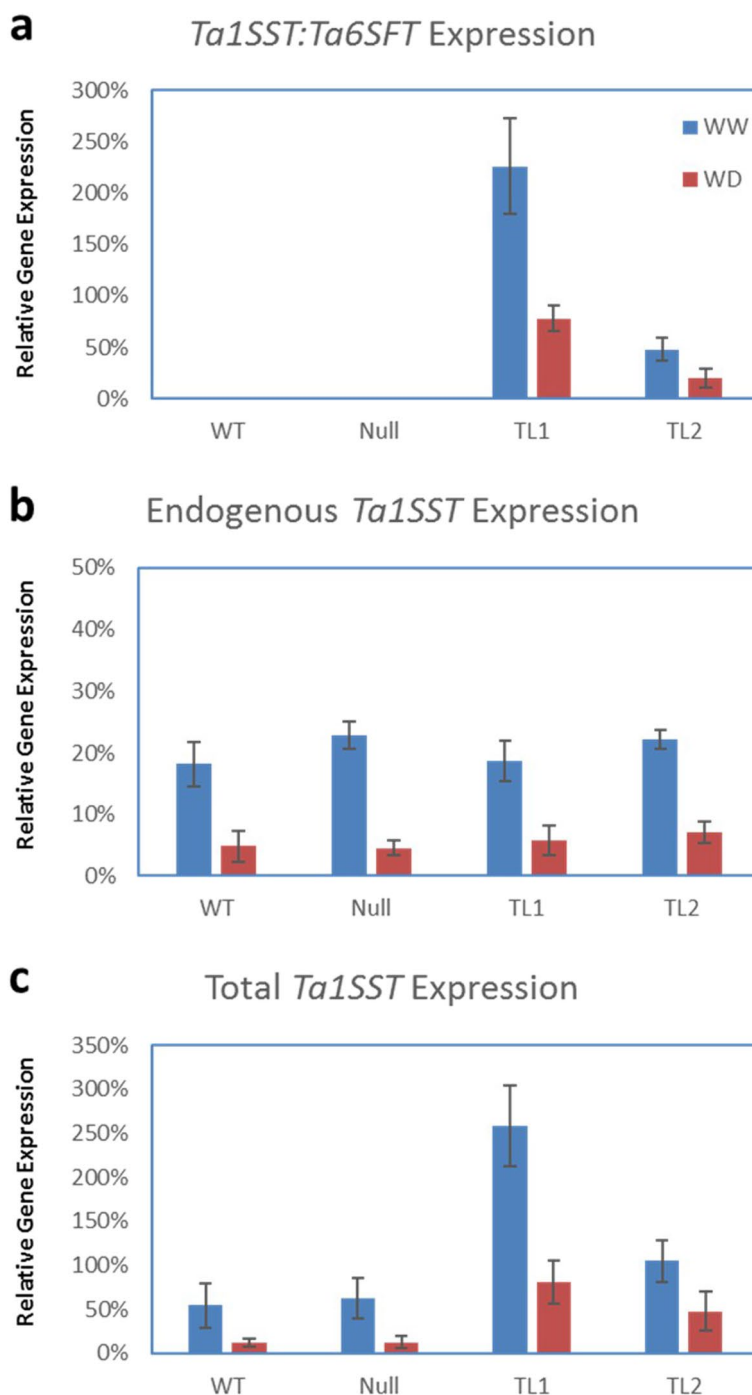 a
Ta1SST:Ta6SFT Expression
Relative Gene Expression
300%
250%
200%
150%
100%
50%
0%
WW
WD
WT Null TL1 TL2
b
Endogenous Ta1SST Expression
Relative Gene Expression
50%
40%
30%
20%
10%
0%
WT Null TL1 TL2
c
Total Ta1SST Expression
Relative Gene Expression
350%
300%
250%
200%
150%
100%
50%
0%
WT Null TL1 TL2